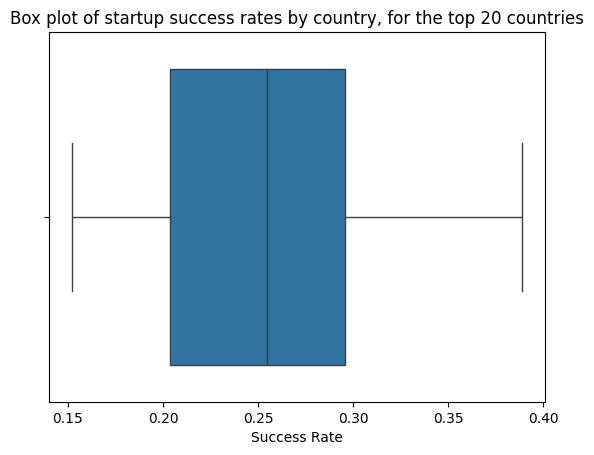 Box plot of startup success rates by country, for the top 20 countries
0.15 0.20 0.25 0.30 0.35 0.40
Success Rate